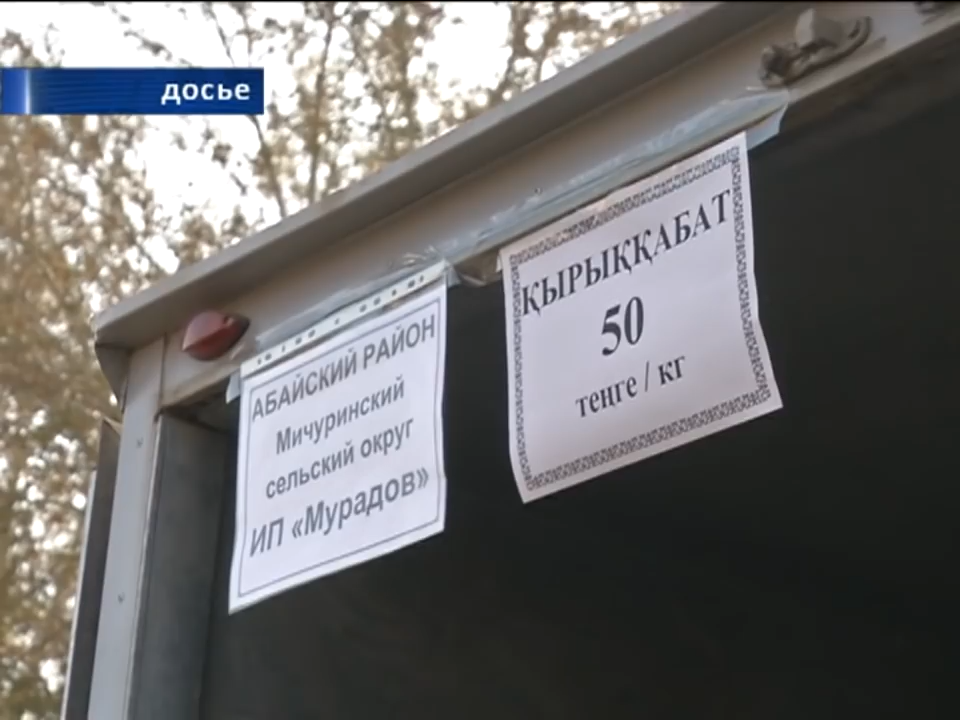 досье
АБАЙСКИЙ РАЙОН
Мичуринский
сельский округ
ИП «Мурадов»
ҚЫРЫҚҚАБАТ
50
теңге / кг